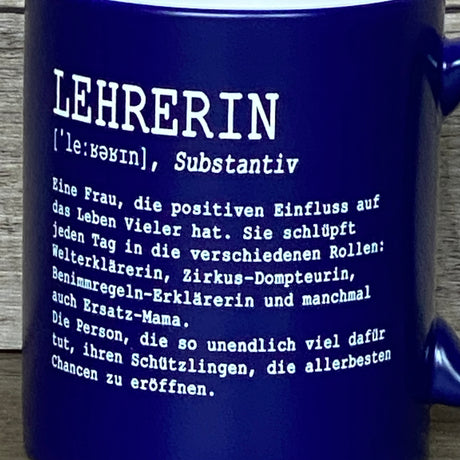 LEHRERIN
[ˈleːʁəʁɪn], Substantiv
Eine Frau, die positiven Einfluss auf
das Leben Vieler hat. Sie schlüpft
jeden Tag in die verschiedenen Rollen:
Welterklärerin, Zirkus-Dompteurin,
Benimmregeln-Erklärerin und manchmal
auch Ersatz-Mama.
Die Person, die so unendlich viel dafür
tut, ihren Schützlingen, die allerbesten
Chancen zu eröffnen.